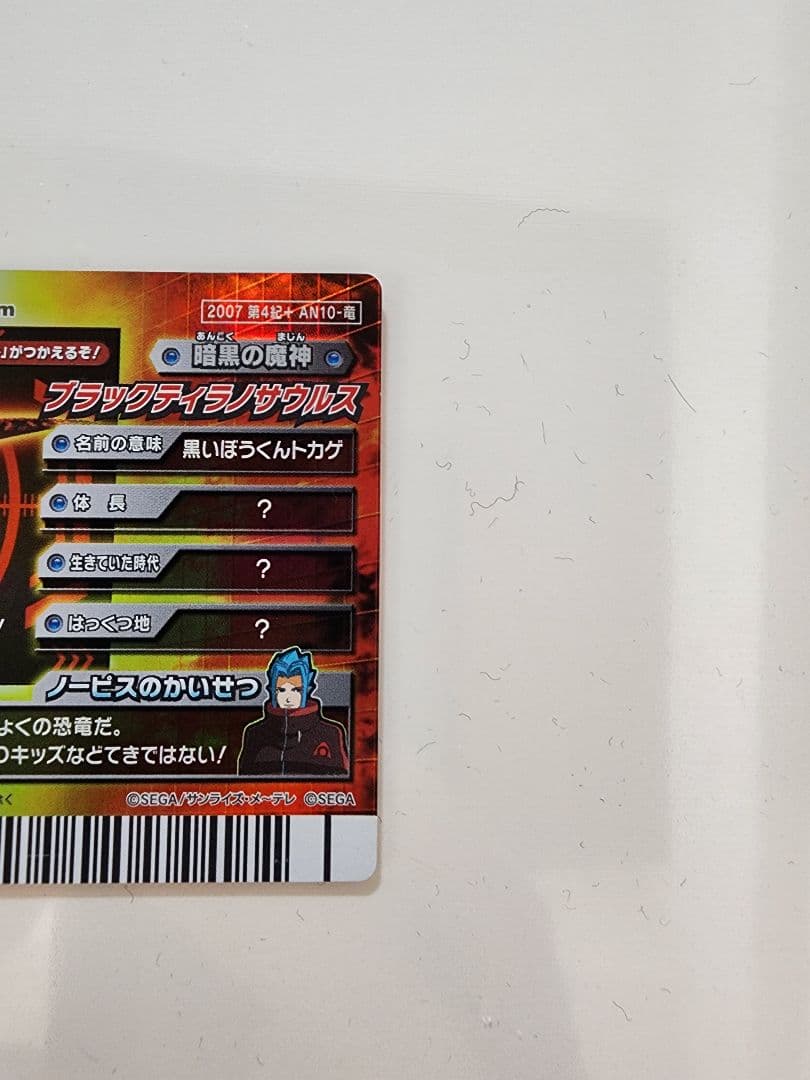 m
2007 第4紀+ AN10-竜
」がつかえるぞ!
あんこく まじん
暗黒の魔神
ブラックティラノサウルス
名前の意味 黒いぼうくんトカゲ
体長 ?
生きていた時代 ?
はっくつ地 ?
ノーピスのかいせつ
ょくの恐竜だ。
Dキッズなどてきではない!
©SEGA/サンライズ・メ〜テレ ©SEGA